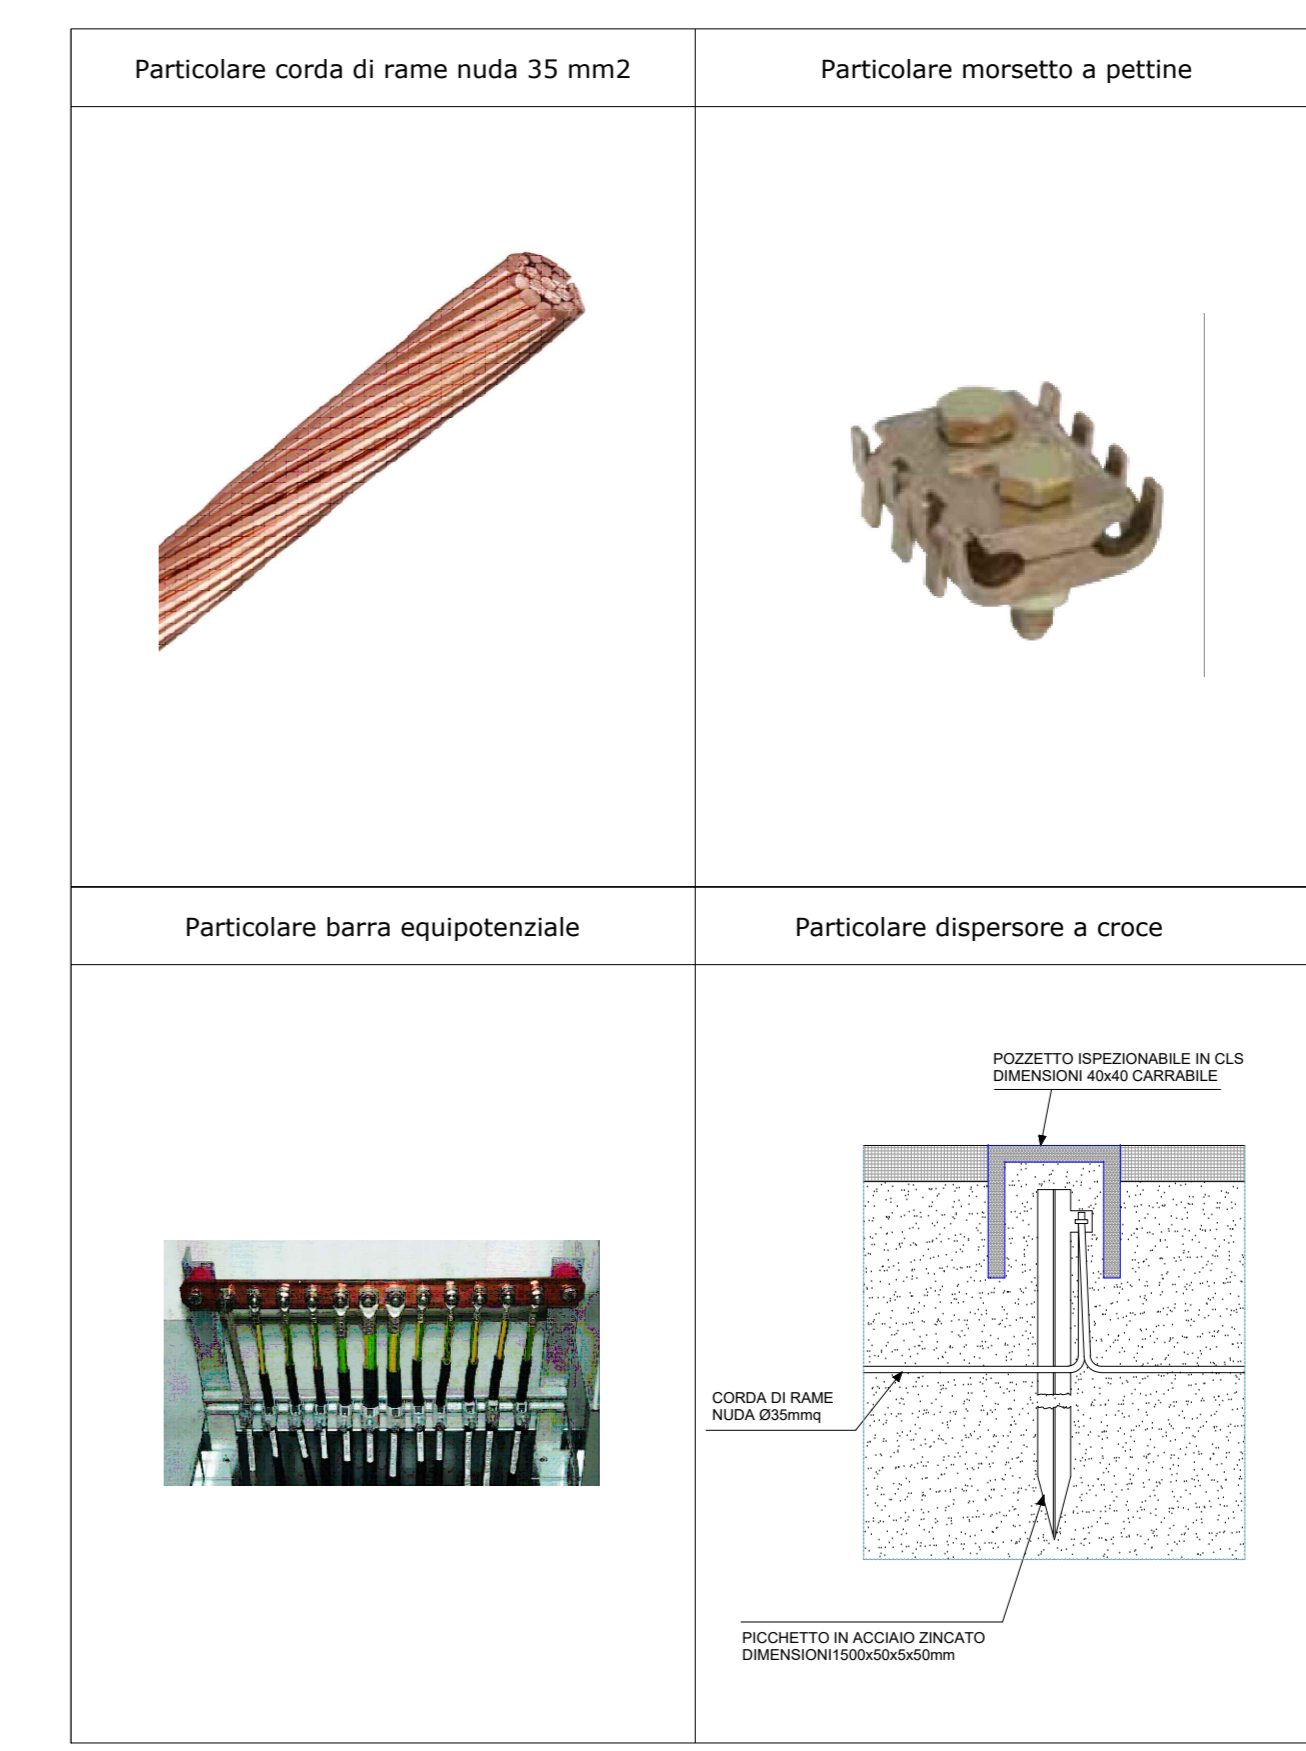 Particolare corda di rame nuda 35 mm2
Particolare morsetto a pettine
Particolare barra equipotenziale
Particolare dispersore a croce
POZZETTO ISPEZIONABILE IN CLS
DIMENSIONI 40x40 CARRABILE
CORDA DI RAME
NUDA Ø35mmq
PICCHETTO IN ACCIAIO ZINCATO
DIMENSIONI1500x50x5x50mm